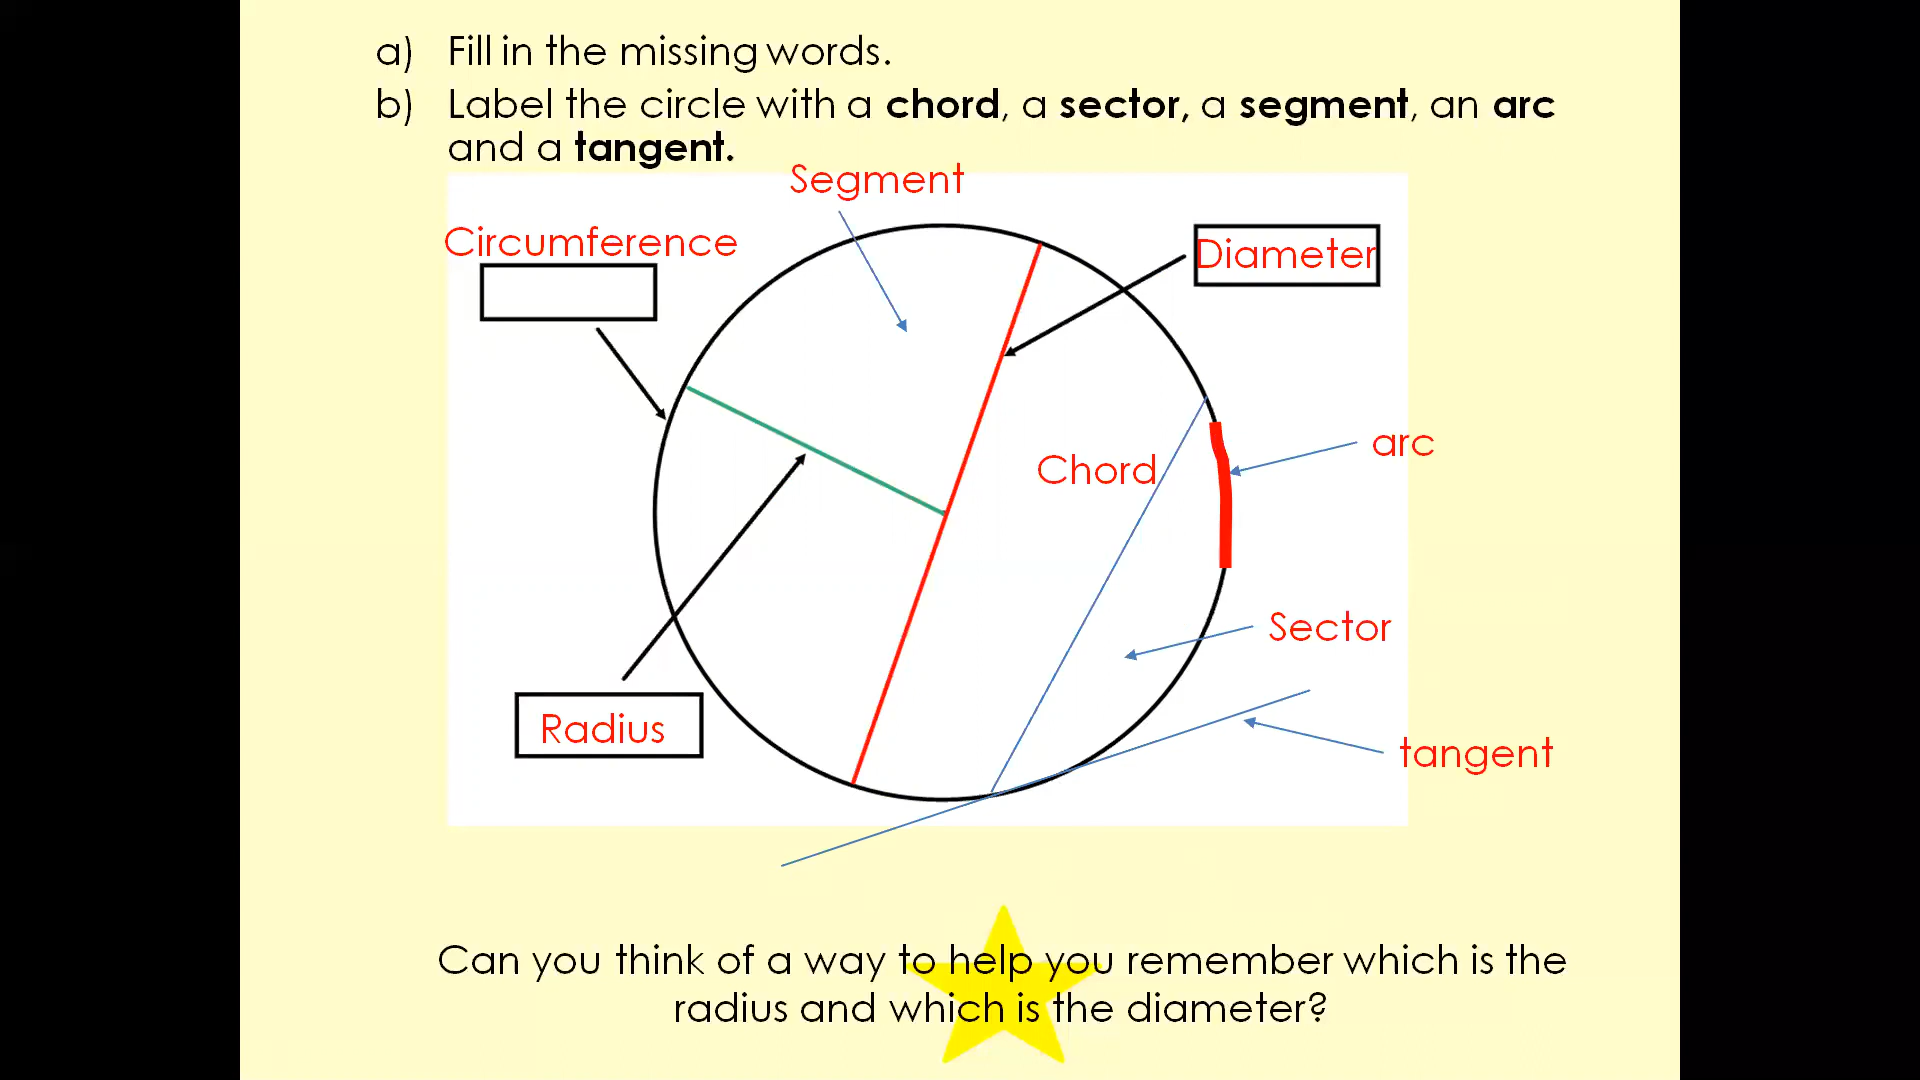 a) Fill in the missing words.
b) Label the circle with a chord, a sector, a segment, an arc
and a tangent.
Segment
Circumference
Diameter
arc
Chord
Sector
Radius
tangent
Can you think of a way to help you remember which is the
radius and which is the diameter?